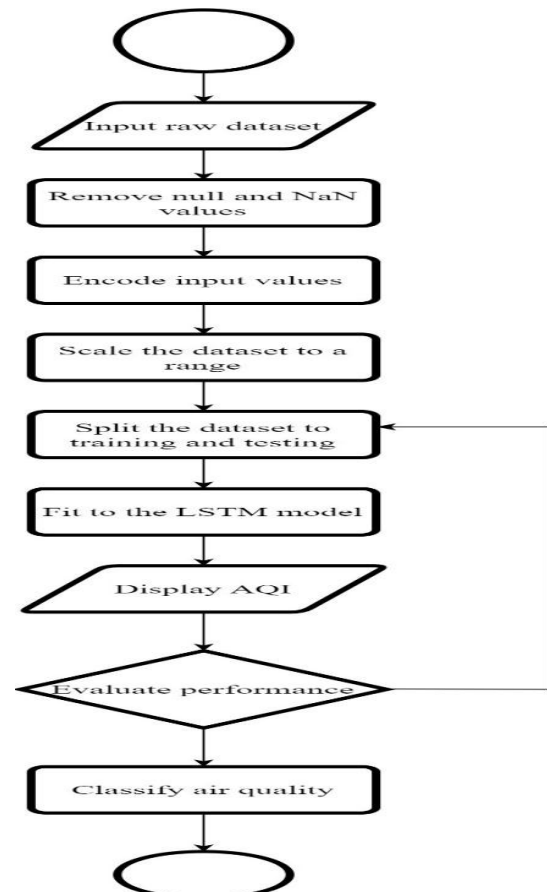 Input raw dataset
Remove null and NaN
values
Encode input values
Scale the dataset to a
range
Split the dataset to
training and testing
Fit to the LSTM model
Display AQI
Evaluate performance
Classify air quality